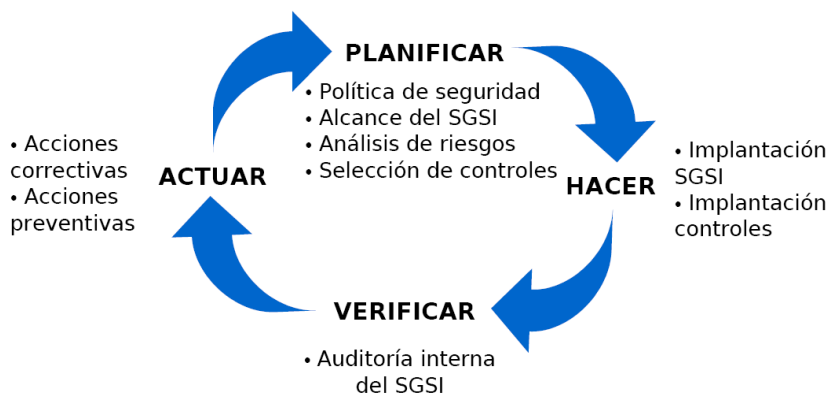 PLANIFICAR
• Política de seguridad
• Alcance del SGSI
• Análisis de riesgos
• Selección de controles
HACER
• Implantación
SGSI
• Implantación
controles
VERIFICAR
• Auditoría interna
del SGSI
ACTUAR
• Acciones
correctivas
• Acciones
preventivas